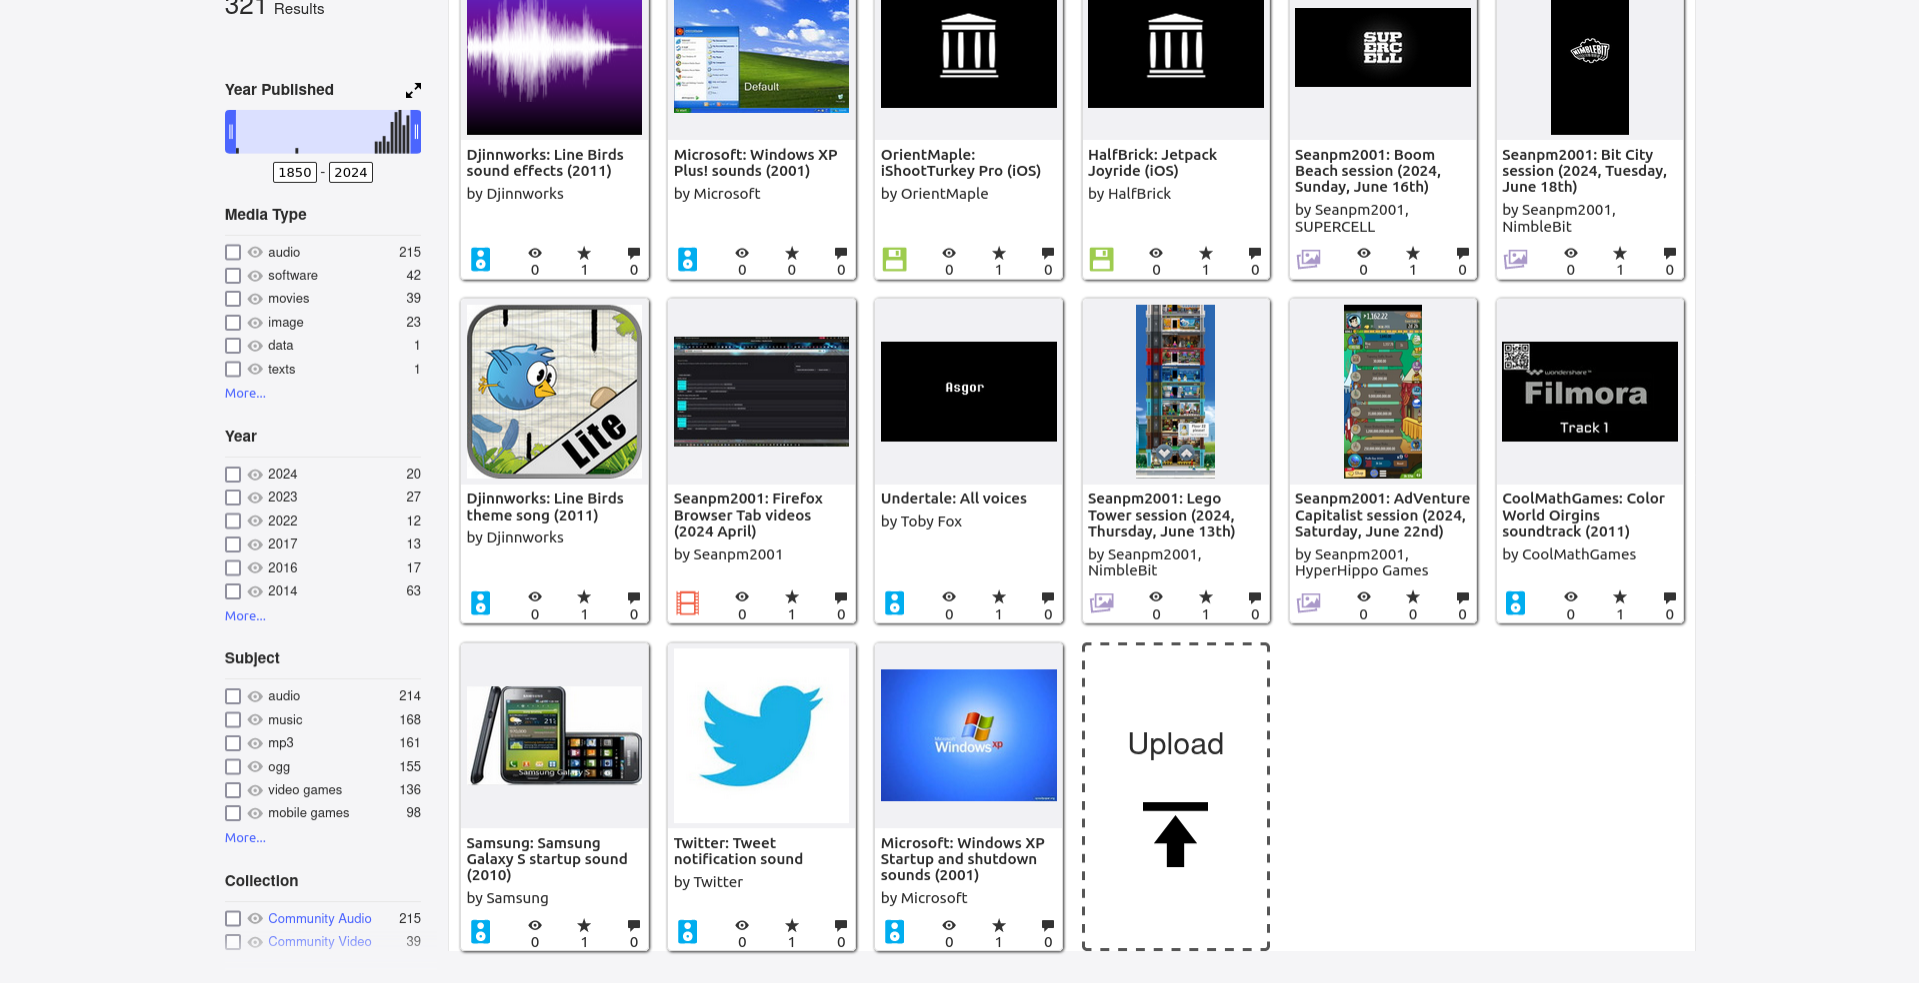 321 Results
Year Published
1850 - 2024
Media Type
audio 215
software 42
movies 39
image 23
data 1
texts 1
More...
Year
2024 20
2023 27
2022 12
2017 13
2016 17
2014 63
More...
Subject
audio 214
music 168
mp3 161
ogg 155
video games 136
mobile games 98
More...
Collection
Community Audio 215
Community Video 39
Djinnworks: Line Birds
sound effects (2011)
by Djinnworks
0 1 0
Default
Microsoft: Windows XP
Plus! sounds (2001)
by Microsoft
0 0 0
OrientMaple:
iShootTurkey Pro (iOS)
by OrientMaple
0 1 0
HalfBrick: Jetpack
Joyride (iOS)
by HalfBrick
0 1 0
SUP
ERC
ELL
Seanpm2001: Boom
Beach session (2024,
Sunday, June 16th)
by Seanpm2001,
SUPERCELL
0 1 0
NIMBLEBIT
Seanpm2001: Bit City
session (2024, Tuesday,
June 18th)
by Seanpm2001,
NimbleBit
0 1 0
Lite
Djinnworks: Line Birds
theme song (2011)
by Djinnworks
0 1 0
Seanpm2001: Firefox
Browser Tab videos
(2024 April)
by Seanpm2001
0 1 0
Asgor
Undertale: All voices
by Toby Fox
0 1 0
Seanpm2001: Lego
Tower session (2024,
Thursday, June 13th)
by Seanpm2001,
NimbleBit
0 1 0
Seanpm2001: AdVenture
Capitalist session (2024,
Saturday, June 22nd)
by Seanpm2001,
HyperHippo Games
0 0 0
wondershare™
Filmora
Track 1
CoolMathGames: Color
World Oirgins
soundtrack (2011)
by CoolMathGames
0 1 0
Samsung Galaxy S
Samsung: Samsung
Galaxy S startup sound
(2010)
by Samsung
0 1 0
Twitter: Tweet
notification sound
by Twitter
0 1 0
Microsoft
Windows xp
Microsoft: Windows XP
Startup and shutdown
sounds (2001)
by Microsoft
0 1 0
Upload